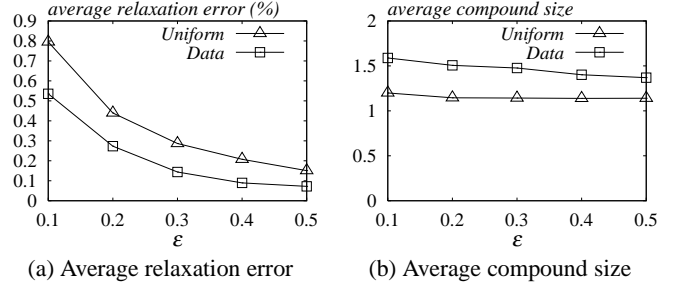 average relaxation error (%)
0.9
0.8
0.7
0.6
0.5
0.4
0.3
0.2
0.1
0
Uniform
Data
0.1 0.2 0.3 0.4 0.5
ε
(a) Average relaxation error
average compound size
2
1.5
1
0.5
0
Uniform
Data
0.1 0.2 0.3 0.4 0.5
ε
(b) Average compound size